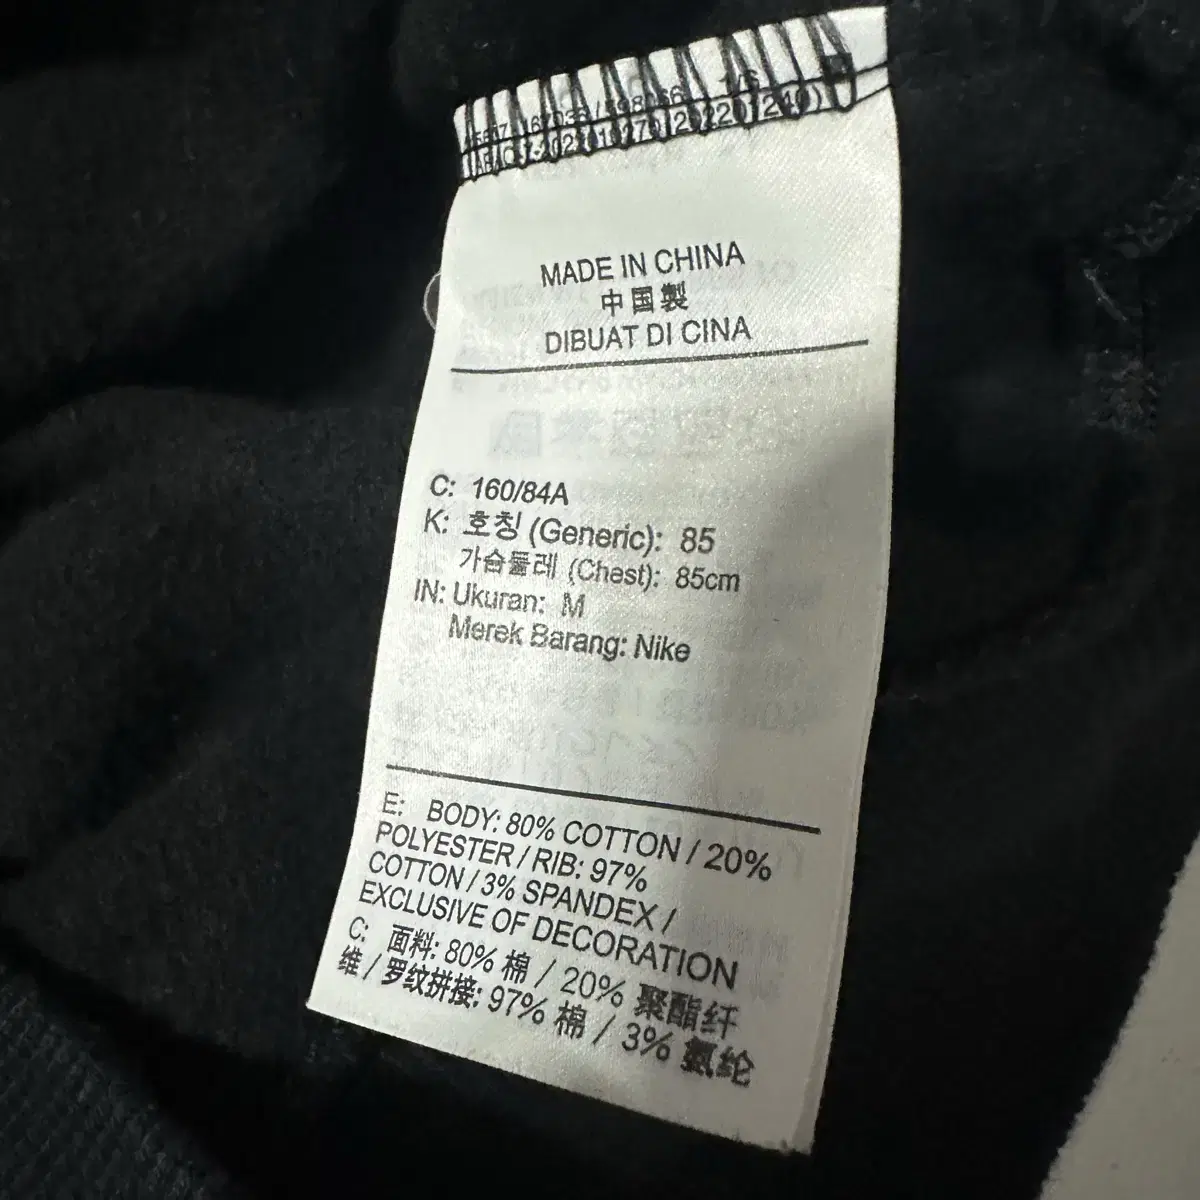 MADE IN CHINA
中国製
DIBUAT DI CINA
C: 160/84A
K: 호칭 (Generic): 85
가슴둘레 (Chest): 85cm
IN: Ukuran: M
Merek Barang: Nike
E: BODY: 80% COTTON / 20%
POLYESTER / RIB: 97%
COTTON / 3% SPANDEX /
EXCLUSIVE OF DECORATION
C: 面料: 80% 棉 / 20% 聚酯纤
维 / 罗纹拼接: 97% 棉 / 3% 氨纶